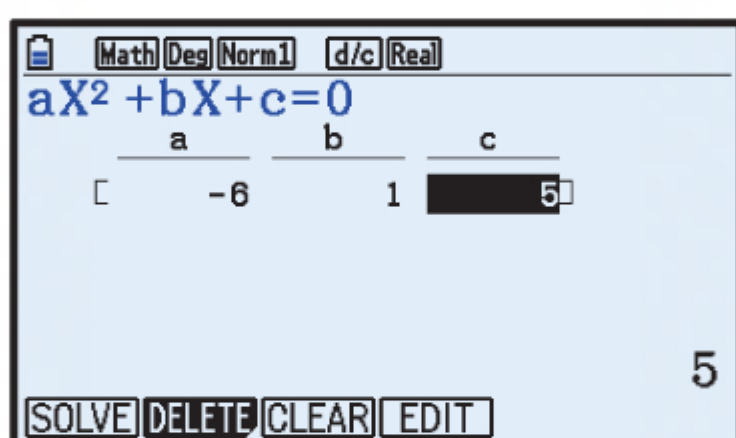 Math Deg Norm1 d/c Real
aX² +bX+c=0
a b c
[ -6 1 5 ]
5
SOLVE DELETE CLEAR EDIT